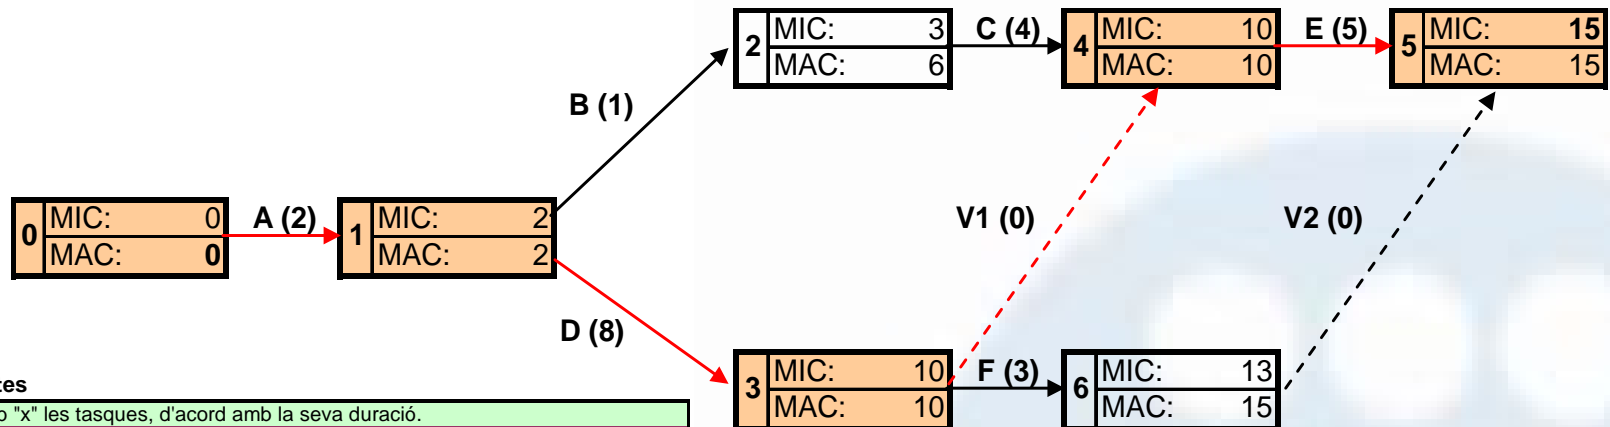 2 MIC: 3
MAC: 6
C (4)
4 MIC: 10
MAC: 10
E (5)
5 MIC: 15
MAC: 15
B (1)
0 MIC: 0
MAC: 0
A (2)
1 MIC: 2
MAC: 2
V1 (0)
V2 (0)
D (8)
3 MIC: 10
MAC: 10
F (3)
6 MIC: 13
MAC: 15
"x" les tasques, d'acord amb la seva duració.